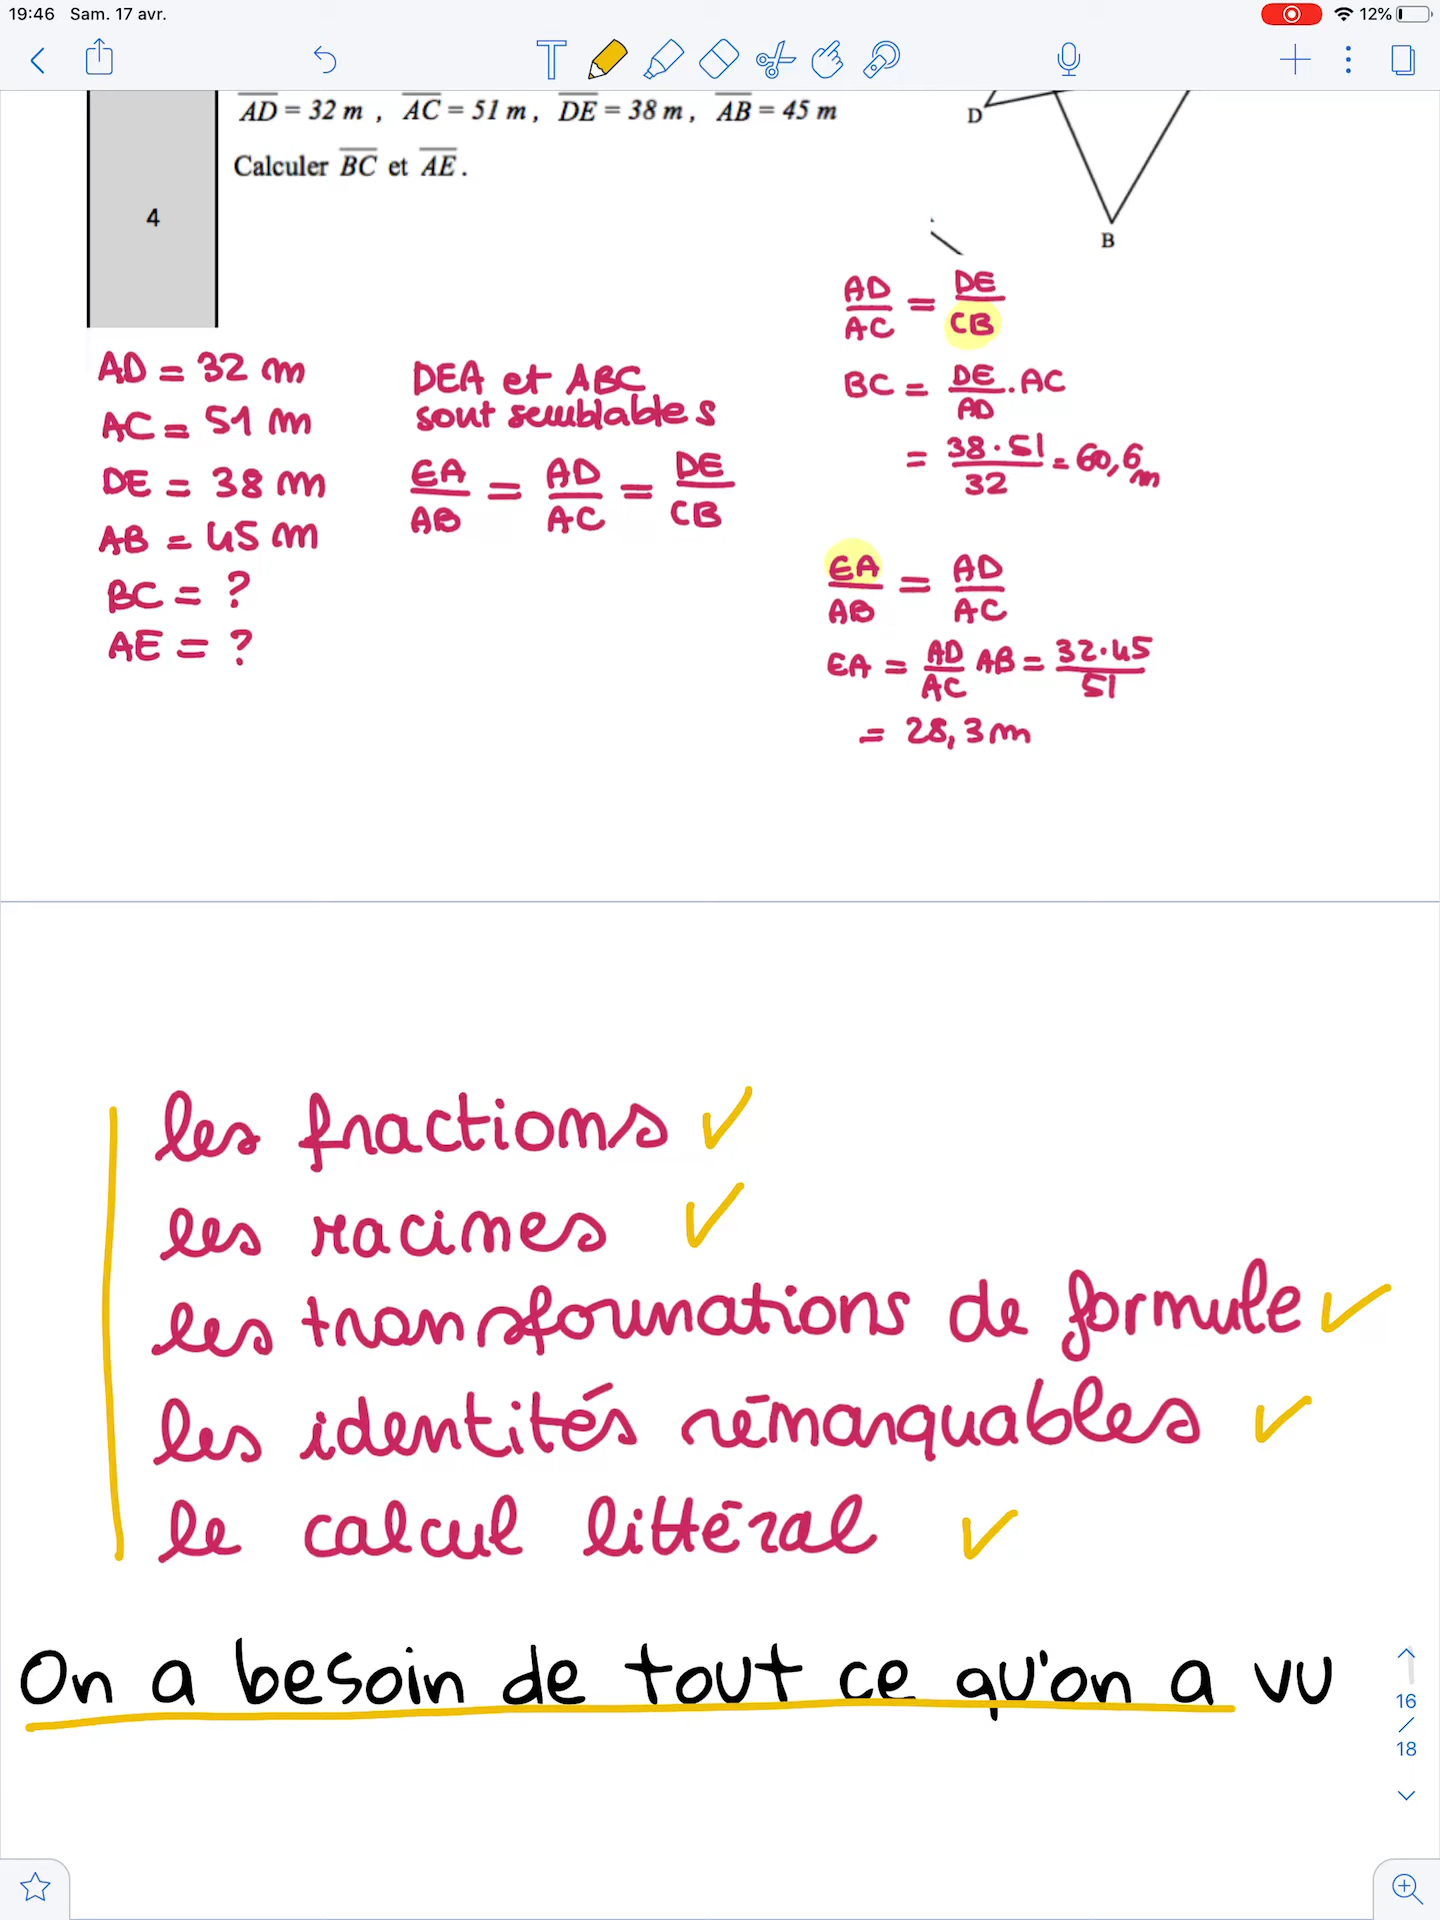 19:46 Sam. 17 avr. 12%
AD = 32 m , AC = 51 m , DE = 38 m , AB = 45 m
Calculer BC et AE .
4
D
B
AD/AC = DE/CB
BC = DE/AD . AC
= 38·51/32 = 60,6 m
AD = 32 m
AC = 51 m
DE = 38 m
AB = 45 m
BC = ?
AE = ?
DEA et ABC
sont semblables
EA/AB = AD/AC = DE/CB
EA/AB = AD/AC
EA = AD/AC AB = 32·45/51
= 28,3 m
les fractions ✓
les racines ✓
les transformations de formule ✓
les identités rémarquables ✓
le calcul littéral ✓
On a besoin de tout ce qu'on a vu
16
/
18